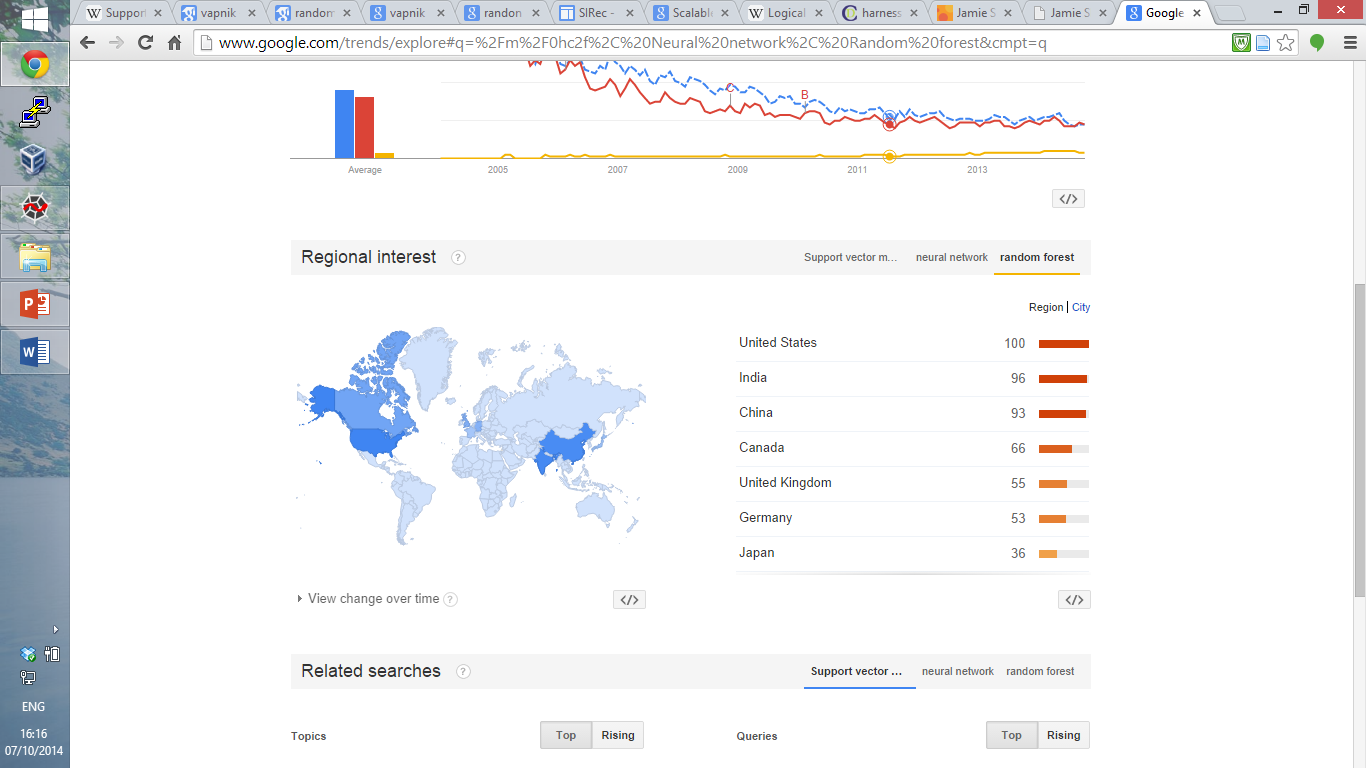 Support
vapnik
random
vapnik
randon
SIRec -
Scalable
Logical
harness
Jamie S
Jamie S
Google
www.google.com/trends/explore#q=%2Fm%2F0hc2f%2C%20Neural%20network%2C%20Random%20forest&cmpt=q
C
B
Average 2005 2007 2009 2011 2013
</>
Regional interest ? Support vector m... neural network random forest
Region | City
United States 100
India 96
China 93
Canada 66
United Kingdom 55
Germany 53
Japan 36
View change over time ? </> </>
Related searches ? Support vector ... neural network random forest
Topics Top Rising Queries Top Rising
ENG
16:16
07/10/2014